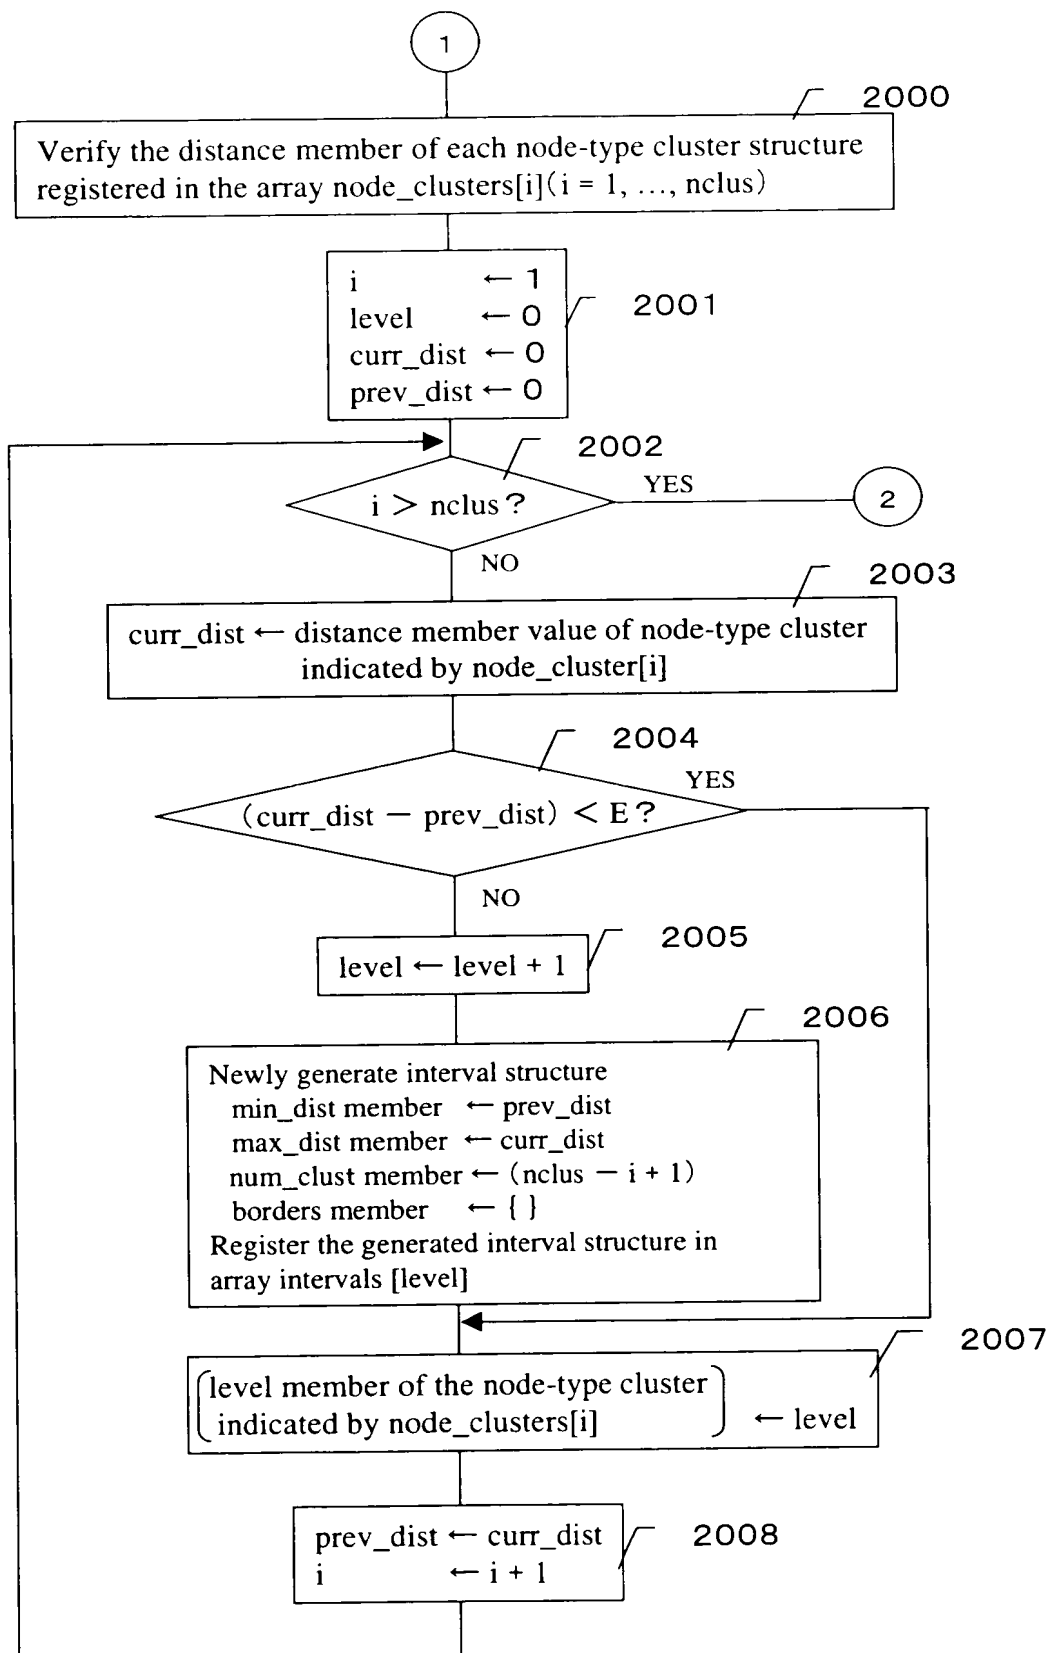 1
2000
Verify the distance member of each node-type cluster structure
registered in the array node_clusters[i](i = 1, ..., nclus)
i ← 1
level ← 0
curr_dist ← 0
prev_dist ← 0
2001
2002
i > nclus?
YES
2
NO
2003
curr_dist ← distance member value of node-type cluster
indicated by node_cluster[i]
2004
YES
(curr_dist − prev_dist) < E?
NO
2005
level ← level + 1
2006
Newly generate interval structure
min_dist member ← prev_dist
max_dist member ← curr_dist
num_clust member ← (nclus − i + 1)
borders member ← { }
Register the generated interval structure in
array intervals [level]
2007
level member of the node-type cluster
indicated by node_clusters[i] ← level
2008
prev_dist ← curr_dist
i ← i + 1